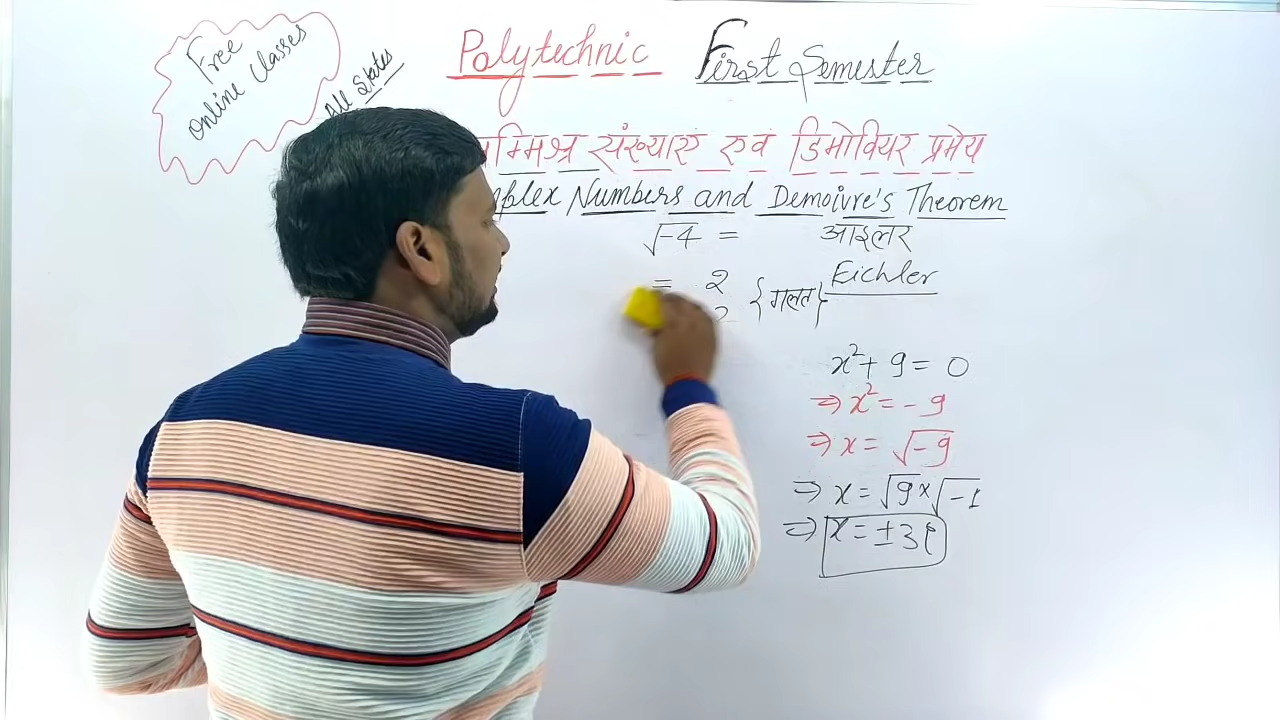 Free
Online Classes
All States
Polytechnic First Semester
म्मिश्र संख्याएं एवं डिमोवियर प्रमेय
mplex Numbers and Demoivre's Theorem
√-4 =
= 2
{गलत}
आइलर
Eichler
x² + 9 = 0
⇒ x² = -9
⇒ x = √-9
⇒ x = √9 × √-1
⇒ x = ±3i